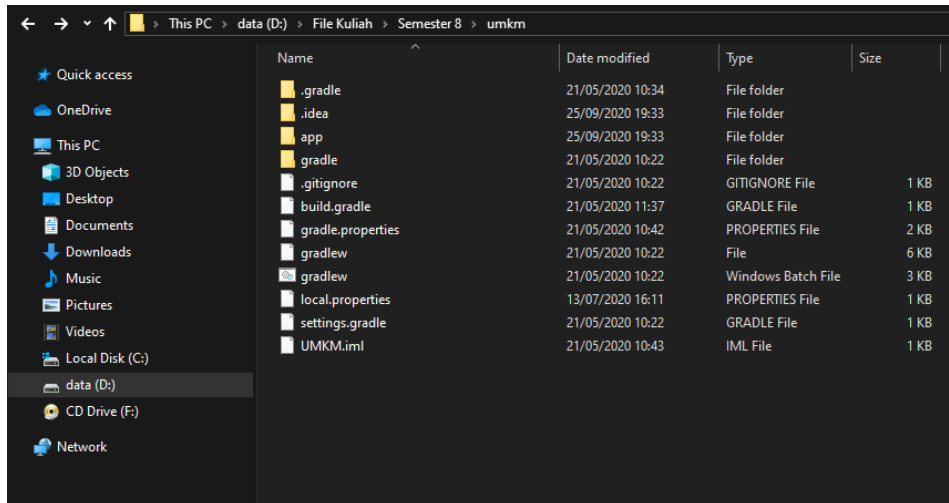 This PC > data (D:) > File Kuliah > Semester 8 > umkm
Quick access
OneDrive
This PC
3D Objects
Desktop
Documents
Downloads
Music
Pictures
Videos
Local Disk (C:)
data (D:)
CD Drive (F:)
Network
Name Date modified Type Size
.gradle 21/05/2020 10:34 File folder
.idea 25/09/2020 19:33 File folder
app 25/09/2020 19:33 File folder
gradle 21/05/2020 10:22 File folder
.gitignore 21/05/2020 10:22 GITIGNORE File 1 KB
build.gradle 21/05/2020 11:37 GRADLE File 1 KB
gradle.properties 21/05/2020 10:42 PROPERTIES File 2 KB
gradlew 21/05/2020 10:22 File 6 KB
gradlew 21/05/2020 10:22 Windows Batch File 3 KB
local.properties 13/07/2020 16:11 PROPERTIES File 1 KB
settings.gradle 21/05/2020 10:22 GRADLE File 1 KB
UMKM.iml 21/05/2020 10:43 IML File 1 KB